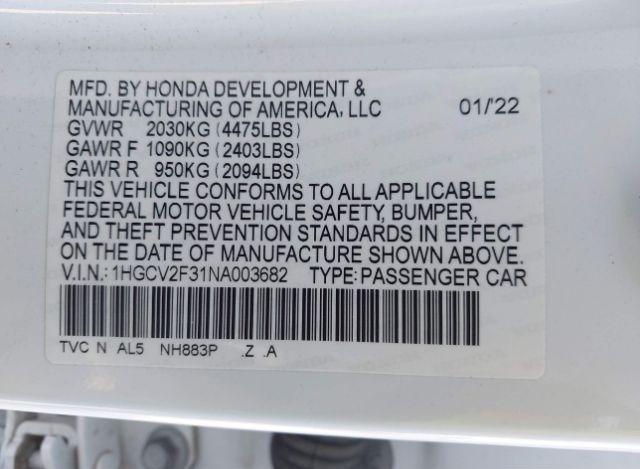 MFD. BY HONDA DEVELOPMENT &
MANUFACTURING OF AMERICA, LLC 01/'22
GVWR 2030KG (4475LBS)
GAWR F 1090KG (2403LBS)
GAWR R 950KG (2094LBS)
THIS VEHICLE CONFORMS TO ALL APPLICABLE
FEDERAL MOTOR VEHICLE SAFETY, BUMPER,
AND THEFT PREVENTION STANDARDS IN EFFECT
ON THE DATE OF MANUFACTURE SHOWN ABOVE.
V.I.N.: 1HGCV2F31NA003682 TYPE: PASSENGER CAR
TVC N AL5 NH883P .Z .A